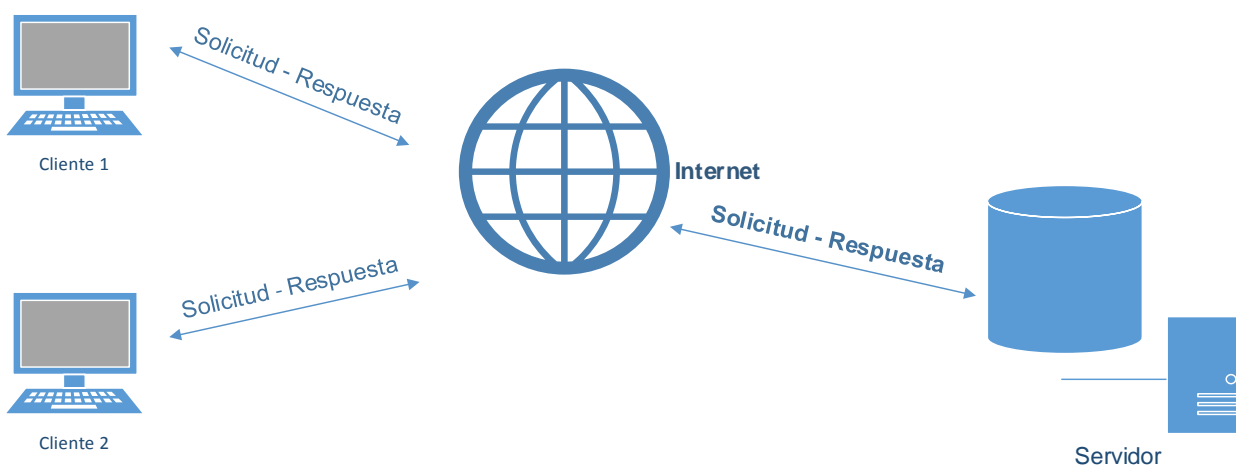 Solicitud - Respuesta
Cliente 1
Internet
Solicitud - Respuesta
Solicitud - Respuesta
Cliente 2
Servidor